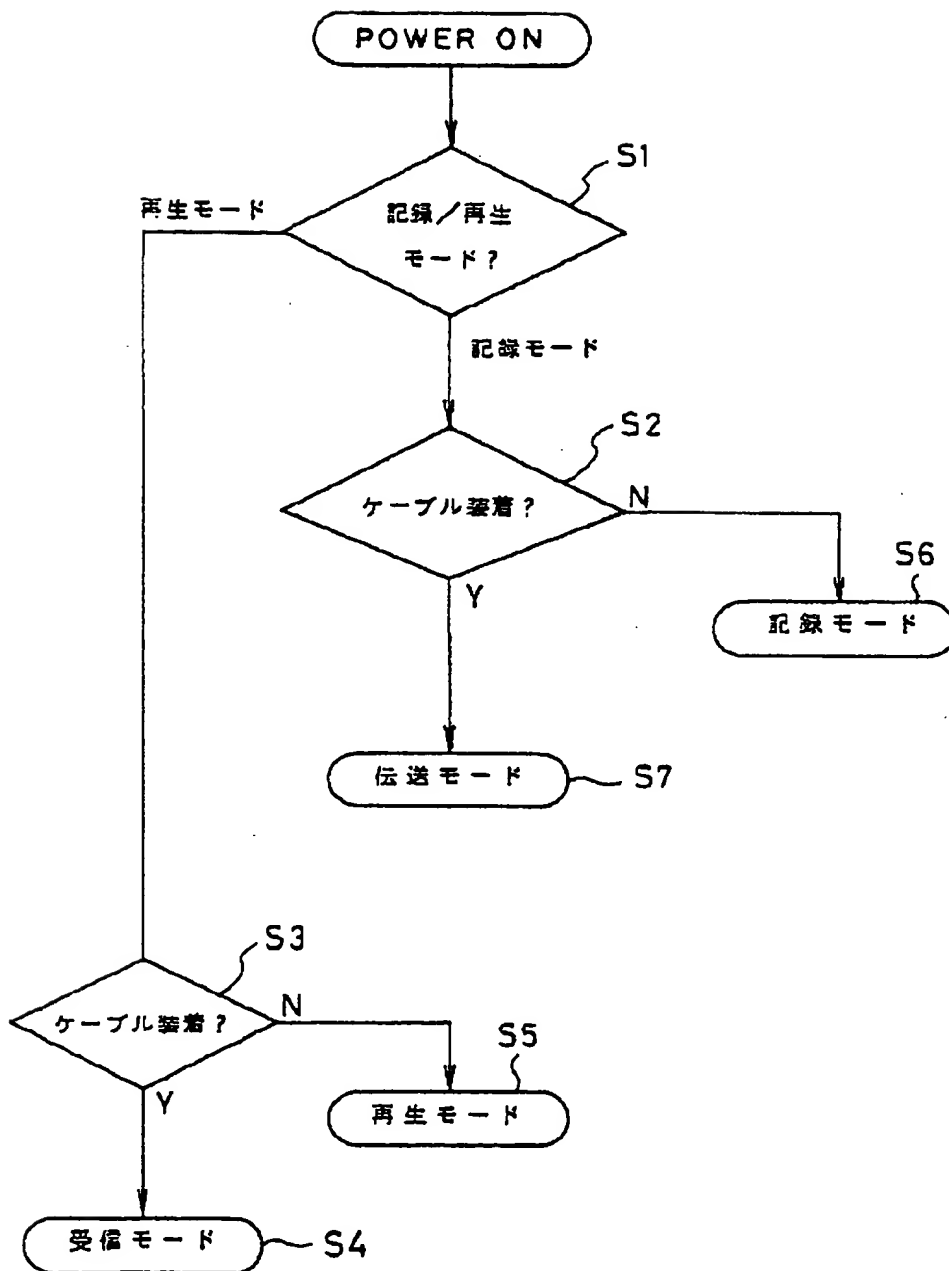 POWER ON
S1
再生モード
記録／再生
モード？
記録モード
S2
ケーブル装着？
N
S6
Y
記録モード
伝送モード
S7
S3
N
ケーブル装着？
S5
Y
再生モード
受信モード
S4